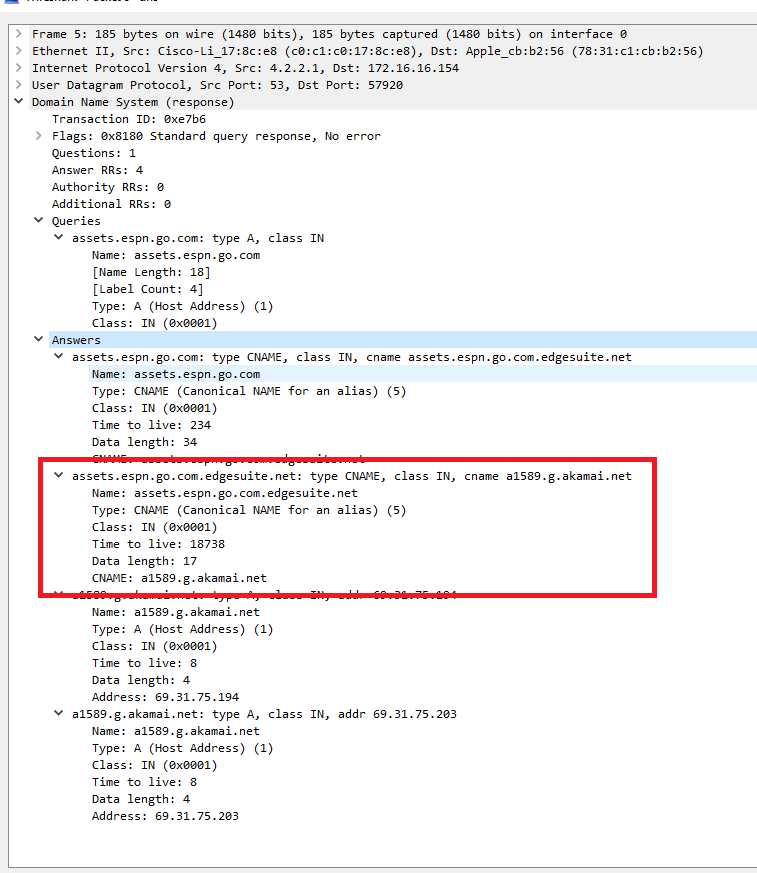 Frame 5: 185 bytes on wire (1480 bits), 185 bytes captured (1480 bits) on interface 0
Ethernet II, Src: Cisco-Li_17:8c:e8 (c0:c1:c0:17:8c:e8), Dst: Apple_cb:b2:56 (78:31:c1:cb:b2:56)
Internet Protocol Version 4, Src: 4.2.2.1, Dst: 172.16.16.154
User Datagram Protocol, Src Port: 53, Dst Port: 57920
Domain Name System (response)
Transaction ID: 0xe7b6
Flags: 0x8180 Standard query response, No error
Questions: 1
Answer RRs: 4
Authority RRs: 0
Additional RRs: 0
Queries
assets.espn.go.com: type A, class IN
Name: assets.espn.go.com
[Name Length: 18]
[Label Count: 4]
Type: A (Host Address) (1)
Class: IN (0x0001)
Answers
assets.espn.go.com: type CNAME, class IN, cname assets.espn.go.com.edgesuite.net
Name: assets.espn.go.com
Type: CNAME (Canonical NAME for an alias) (5)
Class: IN (0x0001)
Time to live: 234
Data length: 34
CNAME: assets.espn.go.com.edgesuite.net
assets.espn.go.com.edgesuite.net: type CNAME, class IN, cname a1589.g.akamai.net
Name: assets.espn.go.com.edgesuite.net
Type: CNAME (Canonical NAME for an alias) (5)
Class: IN (0x0001)
Time to live: 18738
Data length: 17
CNAME: a1589.g.akamai.net
a1589.g.akamai.net: type A, class IN, addr 69.31.75.194
Name: a1589.g.akamai.net
Type: A (Host Address) (1)
Class: IN (0x0001)
Time to live: 8
Data length: 4
Address: 69.31.75.194
a1589.g.akamai.net: type A, class IN, addr 69.31.75.203
Name: a1589.g.akamai.net
Type: A (Host Address) (1)
Class: IN (0x0001)
Time to live: 8
Data length: 4
Address: 69.31.75.203